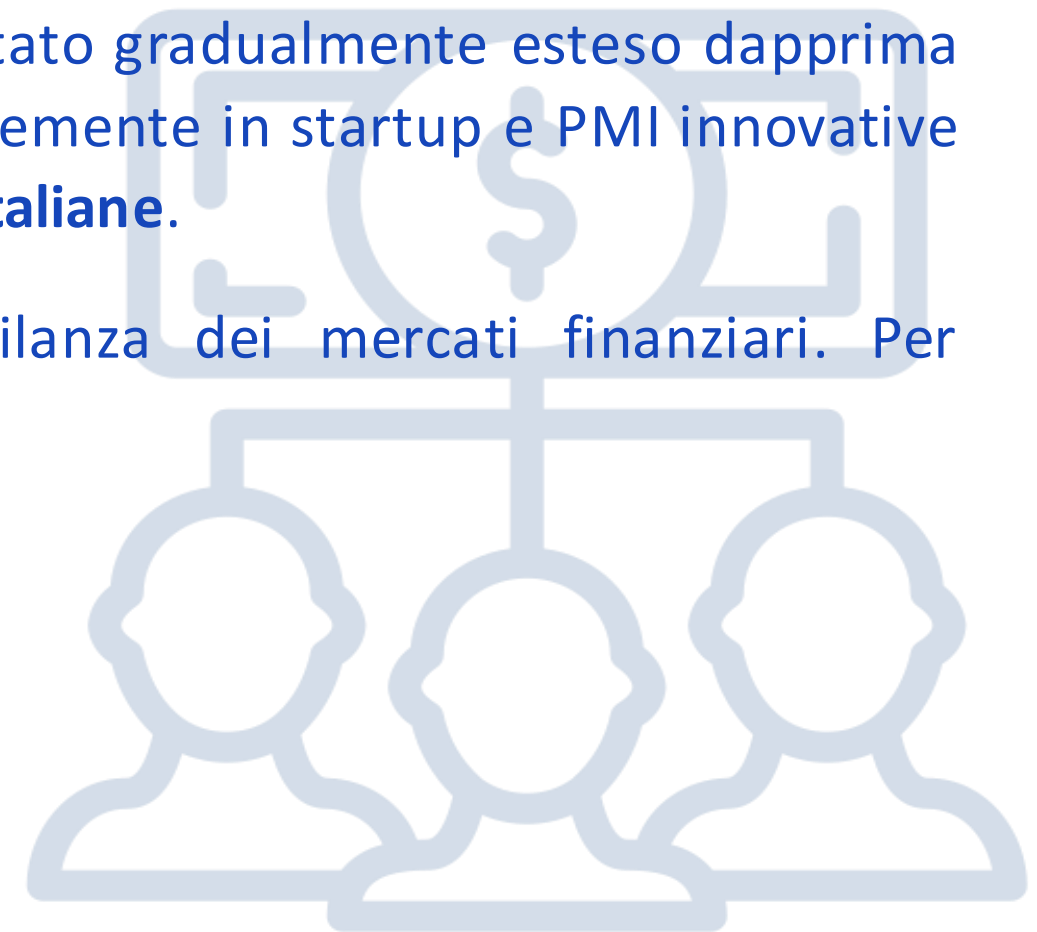 tato gradualmente esteso dapprima
emente in startup e PMI innovative
taliane.
ilanza dei mercati finanziari. Per
$